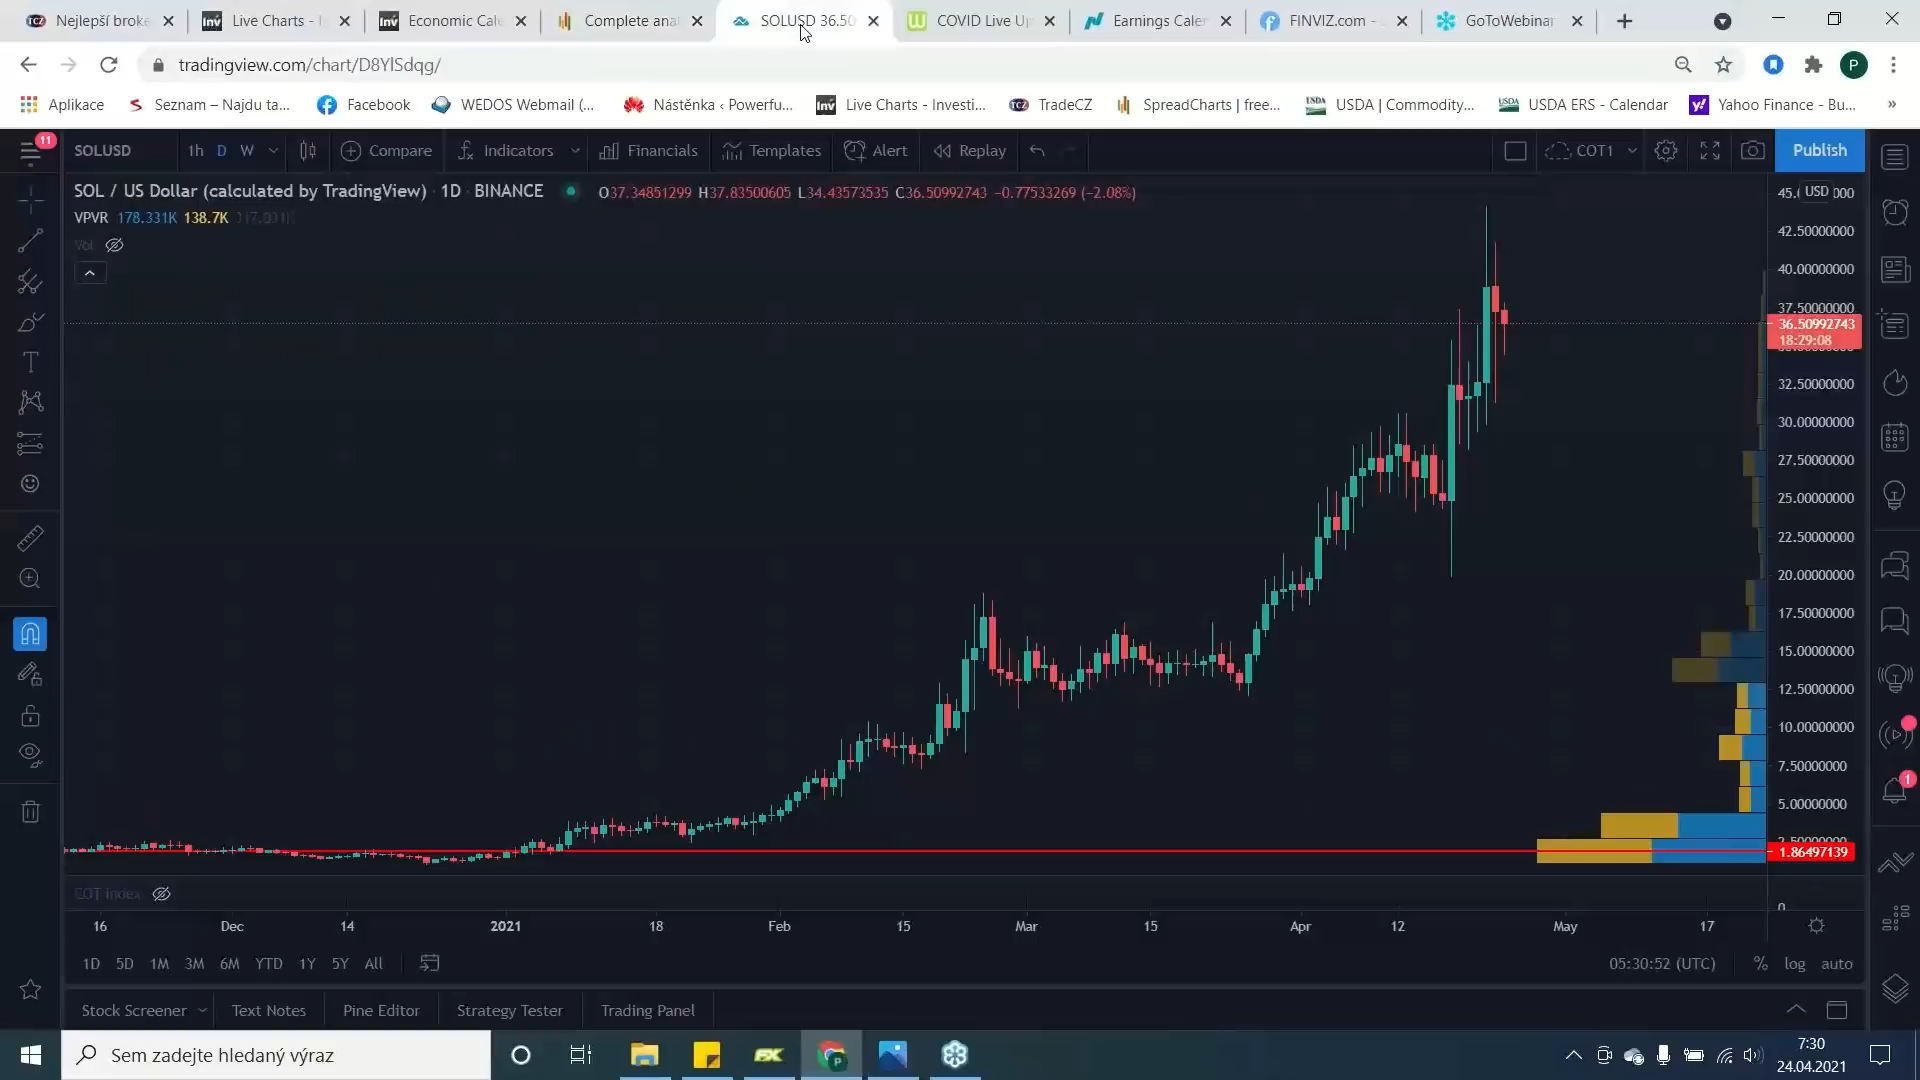 Nejlepší broke
Live Charts - I
Economic Cale
Complete anal
SOLUSD 36.50
COVID Live Up
Earnings Caler
FINVIZ.com -
GoToWebinar
tradingview.com/chart/D8YlSdqg/
P
Aplikace
Seznam – Najdu ta...
Facebook
WEDOS Webmail (...
Nástěnka ‹ Powerfu...
Live Charts - Investi...
TradeCZ
SpreadCharts | free...
USDA | Commodity...
USDA ERS - Calendar
Yahoo Finance - Bu...
»
11
SOLUSD
1h D W
Compare
Indicators
Financials
Templates
Alert
Replay
COT1
Publish
SOL / US Dollar (calculated by TradingView) · 1D · BINANCE
O37.34851299 H37.83500605 L34.43573535 C36.50992743 −0.77533269 (−2.08%)
VPVR 178.331K 138.7K
Vol
USD
42.50000000
40.00000000
37.50000000
36.50992743
18:29:08
32.50000000
30.00000000
27.50000000
25.00000000
22.50000000
20.00000000
17.50000000
15.00000000
12.50000000
10.00000000
7.50000000
5.00000000
1.86497139
COT index
0
16 Dec 14 2021 18 Feb 15 Mar 15 Apr 12 May 17
1D 5D 1M 3M 6M YTD 1Y 5Y All
05:30:52 (UTC)
% log auto
1
Stock Screener
Text Notes
Pine Editor
Strategy Tester
Trading Panel
Sem zadejte hledaný výraz
FX
7:30
24.04.2021